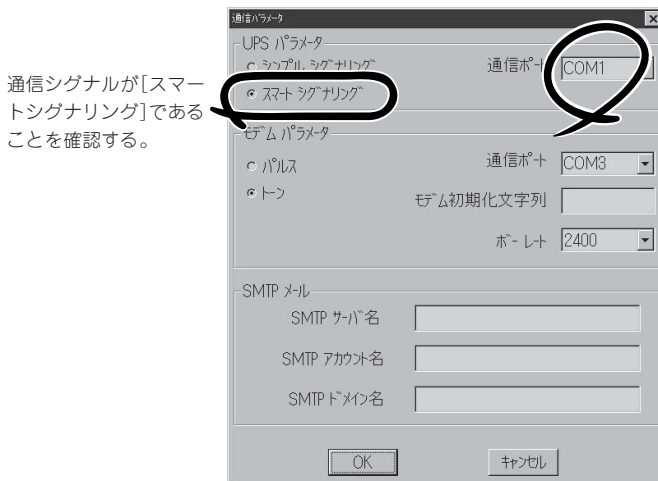 通信パラメータ
UPS パラメータ
シンプル シグナリング
通信ポート
COM1
スマート シグナリング
通信シグナルが[スマー
トシグナリング]である
ことを確認する。
モデム パラメータ
パルス
通信ポート
COM3
トーン
モデム初期化文字列
ボー レート
2400
SMTP メール
SMTP サーバ名
SMTP アカウント名
SMTP ドメイン名
OK
キャンセル